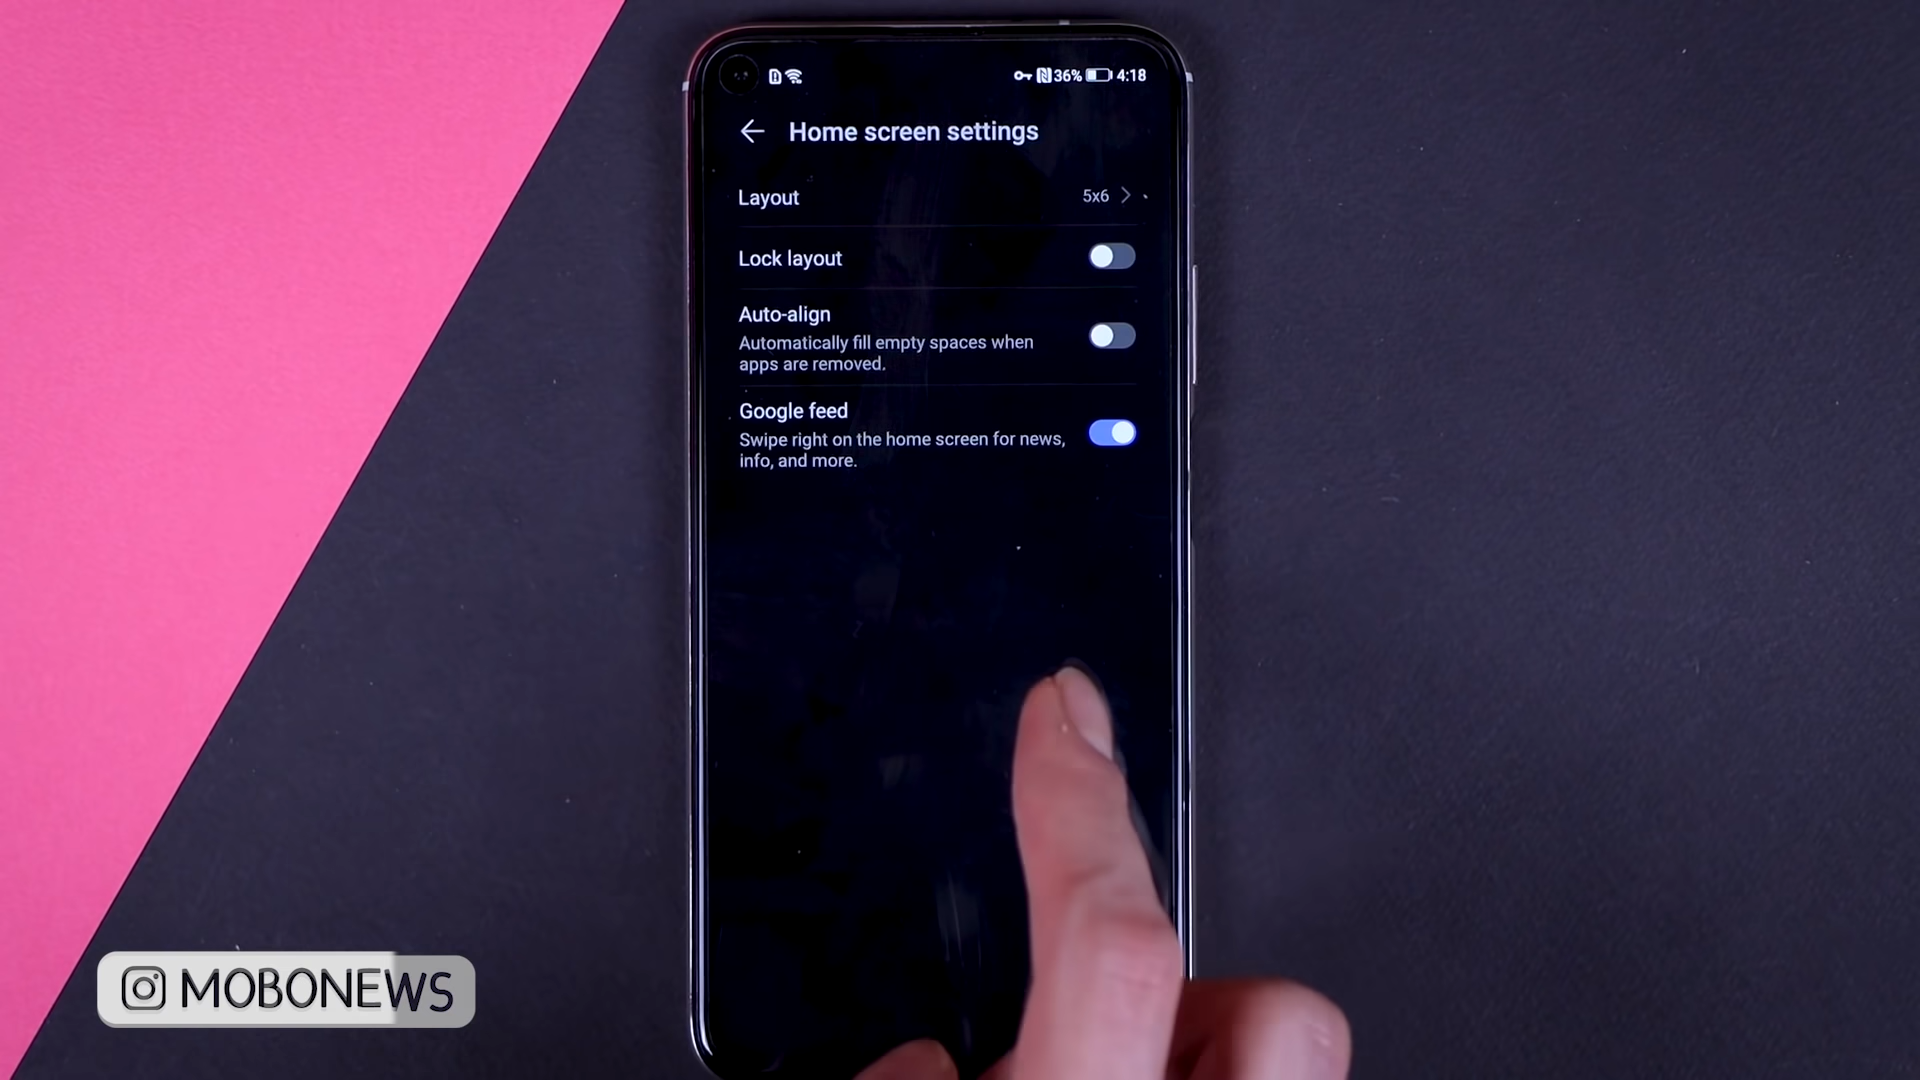 36% 4:18
Home screen settings
Layout 5x6
Lock layout
Auto-align
Automatically fill empty spaces when
apps are removed.
Google feed
Swipe right on the home screen for news,
info, and more.
MOBONEWS